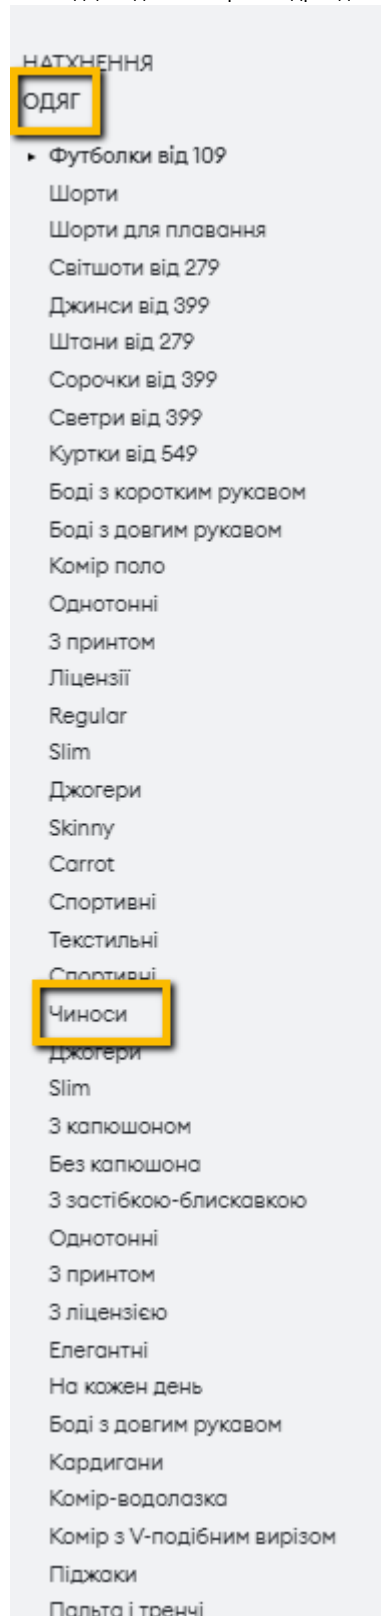 НАТХНЕННЯ
ОДЯГ
Футболки від 109
Шорти
Шорти для плавання
Світшоти від 279
Джинси від 399
Штани від 279
Сорочки від 399
Светри від 399
Куртки від 549
Боді з коротким рукавом
Боді з довгим рукавом
Комір поло
Однотонні
З принтом
Ліцензії
Regular
Slim
Джогери
Skinny
Carrot
Спортивні
Текстильні
Спортивні
Чиноси
Джогери
Slim
З капюшоном
Без капюшона
З застібкою-блискавкою
Однотонні
З принтом
З ліцензією
Елегантні
На кожен день
Боді з довгим рукавом
Кардигани
Комір-водолазка
Комір з V-подібним вирізом
Піджаки
Пальта і тренчі